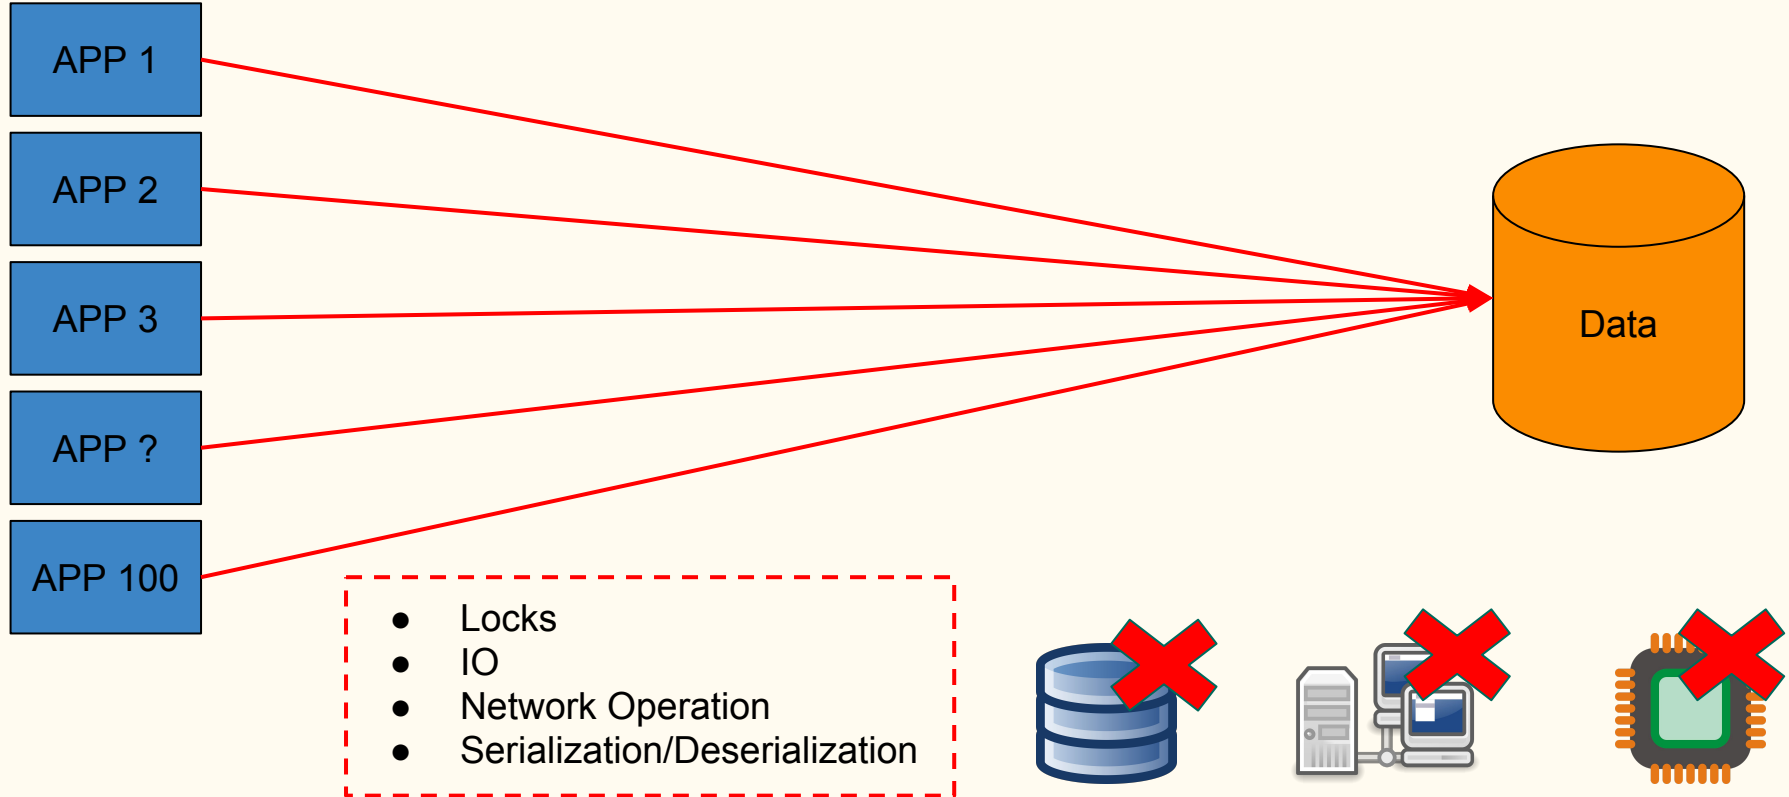 APP 1
APP 2
APP 3
APP ?
APP 100
Data
● Locks
● IO
● Network Operation
● Serialization/Deserialization